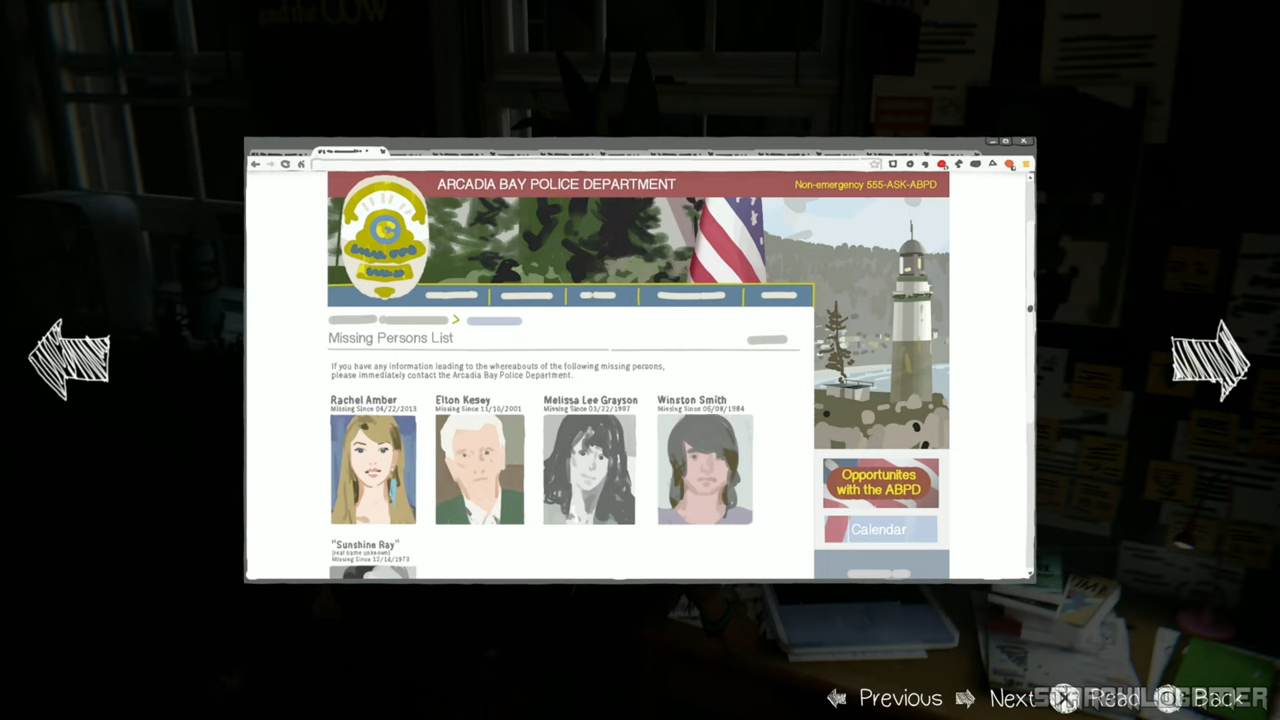 and the COW
ARCADIA BAY POLICE DEPARTMENT
Non-emergency 555-ASK-ABPD
Missing Persons List
If you have any information leading to the whereabouts of the following missing persons,
please immediately contact the Arcadia Bay Police Department.
Rachel Amber
Missing Since 04/22/2013
Elton Kesey
Missing Since 11/10/2001
Melissa Lee Grayson
Missing Since 03/22/1997
Winston Smith
Missing Since 06/08/1984
"Sunshine Ray"
(real name unknown)
Missing Since 12/14/1973
Opportunites
with the ABPD
Calendar
Previous
Next
Read
Back